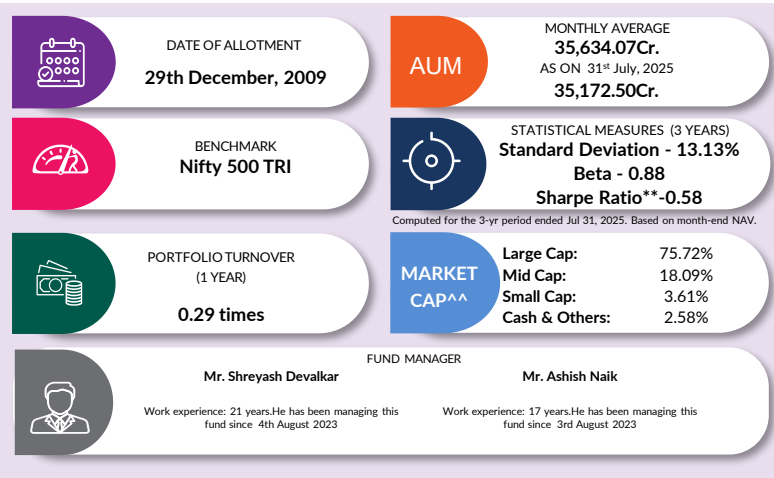 DATE OF ALLOTMENT
29th December, 2009
AUM
MONTHLY AVERAGE
35,634.07Cr.
AS ON 31st July, 2025
35,172.50Cr.
BENCHMARK
Nifty 500 TRI
STATISTICAL MEASURES (3 YEARS)
Standard Deviation - 13.13%
Beta - 0.88
Sharpe Ratio**-0.58
Computed for the 3-yr period ended Jul 31, 2025. Based on month-end NAV.
PORTFOLIO TURNOVER
(1 YEAR)
0.29 times
MARKET
CAP^^
Large Cap: 75.72%
Mid Cap: 18.09%
Small Cap: 3.61%
Cash & Others: 2.58%
FUND MANAGER
Mr. Shreyash Devalkar
Work experience: 21 years.He has been managing this
fund since 4th August 2023
Mr. Ashish Naik
Work experience: 17 years.He has been managing this
fund since 3rd August 2023